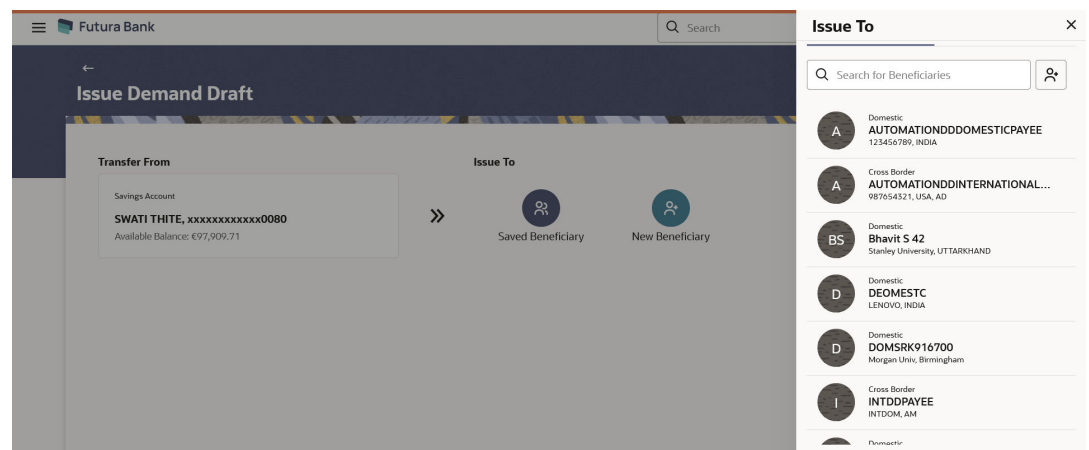 Futura Bank
Search
Issue Demand Draft
Transfer From
Issue To
Savings Account
SWATI THITE, xxxxxxxxxxxx0080
Available Balance: €97,909.71
Saved Beneficiary
New Beneficiary
Issue To
Search for Beneficiaries
A
Domestic
AUTOMATIONDDDOMESTICPAYEE
123456789, INDIA
A
Cross Border
AUTOMATIONDDINTERNATIONAL...
987654321, USA, AD
BS
Domestic
Bhavit S 42
Stanley University, UTTARKHAND
D
Domestic
DEOMESTC
LENOVO, INDIA
D
Domestic
DOMSRK916700
Morgan Univ, Birmingham
I
Cross Border
INTDDPAYEE
INTDOM, AM
Domestic